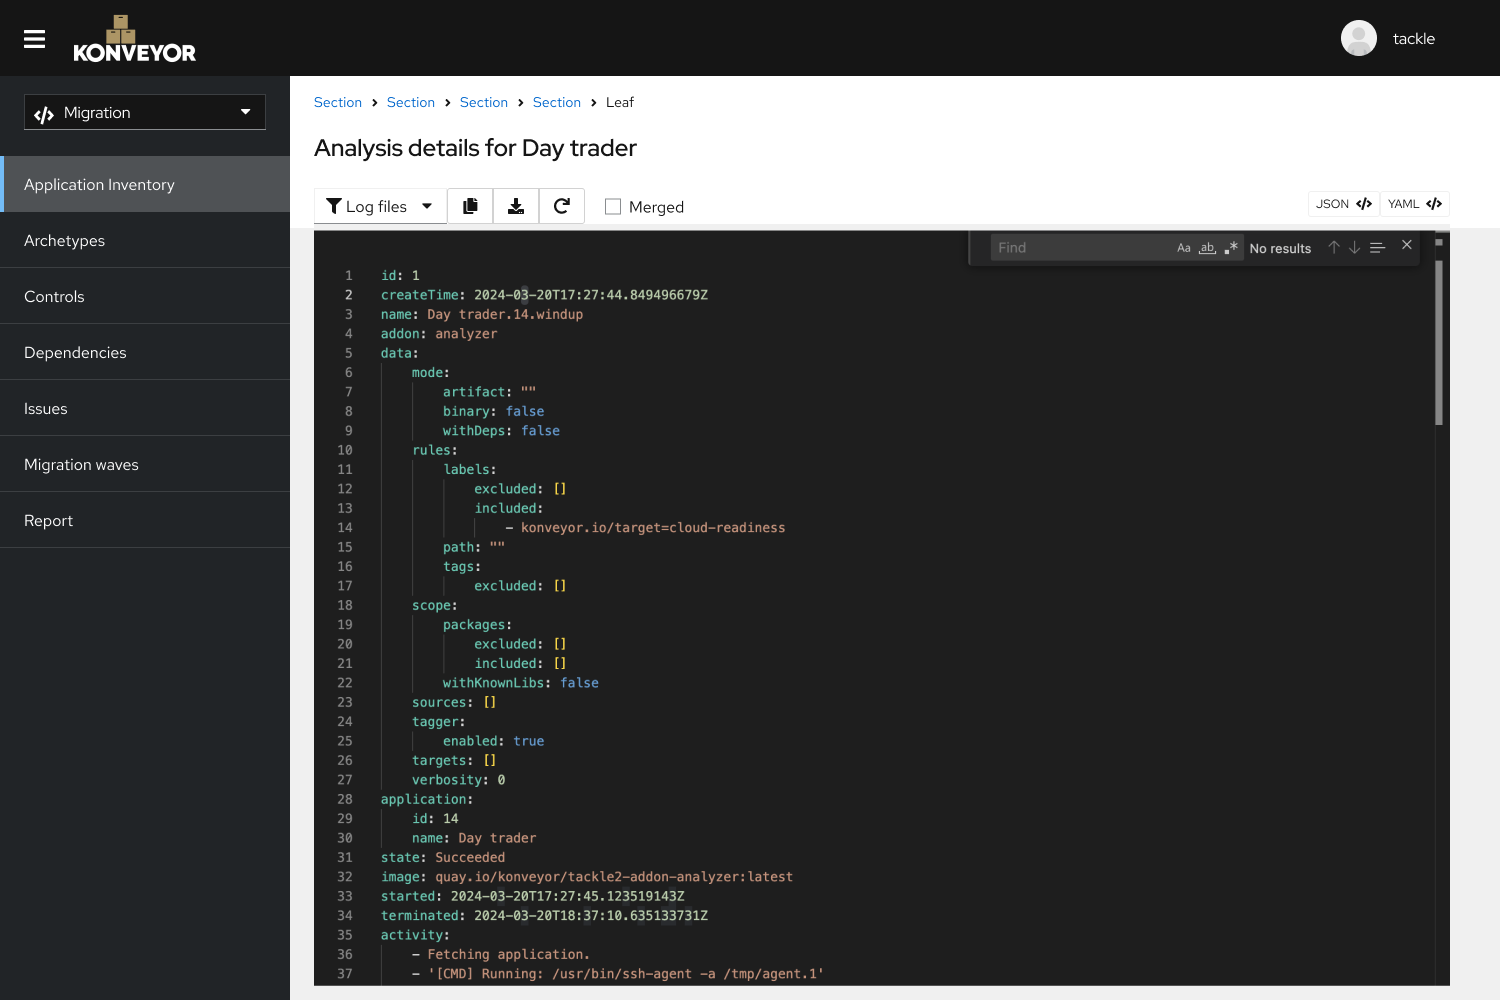 KONVEYOR
tackle
Migration
Application Inventory
Archetypes
Controls
Dependencies
Issues
Migration waves
Report
Section > Section > Section > Section > Leaf
Analysis details for Day trader
Log files
Merged
JSON
YAML
Find
Aa
ab
No results
1 id: 1
2 createTime: 2024-03-20T17:27:44.849496679Z
3 name: Day trader.14.windup
4 addon: analyzer
5 data:
6 mode:
7 artifact: ""
8 binary: false
9 withDeps: false
10 rules:
11 labels:
12 excluded: []
13 included:
14 - konveyor.io/target=cloud-readiness
15 path: ""
16 tags:
17 excluded: []
18 scope:
19 packages:
20 excluded: []
21 included: []
22 withKnownLibs: false
23 sources: []
24 tagger:
25 enabled: true
26 targets: []
27 verbosity: 0
28 application:
29 id: 14
30 name: Day trader
31 state: Succeeded
32 image: quay.io/konveyor/tackle2-addon-analyzer:latest
33 started: 2024-03-20T17:27:45.123519143Z
34 terminated: 2024-03-20T18:37:10.635133731Z
35 activity:
36 - Fetching application.
37 - '[CMD] Running: /usr/bin/ssh-agent -a /tmp/agent.1'